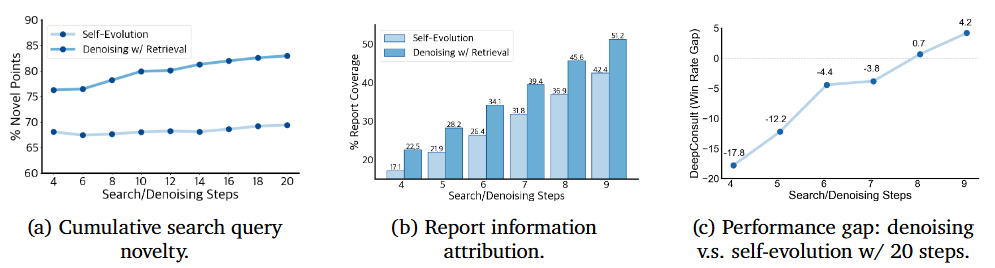 90
85
80
75
70
65
60
% Novel Points
Self-Evolution
Denoising w/ Retrieval
4 6 8 10 12 14 16 18 20
Search/Denoising Steps
(a) Cumulative search query
novelty.
50
40
30
20
% Report Coverage
Self-Evolution
Denoising w/ Retrieval
17.1 22.5 21.9 28.2 26.4 34.1 31.8 39.4 36.9 45.6 42.4 51.2
4 5 6 7 8 9
Search/Denoising Steps
(b) Report information
attribution.
5
0
−5
−10
−15
−20
DeepConsult (Win Rate Gap)
-17.8 -12.2 -4.4 -3.8 0.7 4.2
4 5 6 7 8 9
Search/Denoising Steps
(c) Performance gap: denoising
v.s. self-evolution w/ 20 steps.